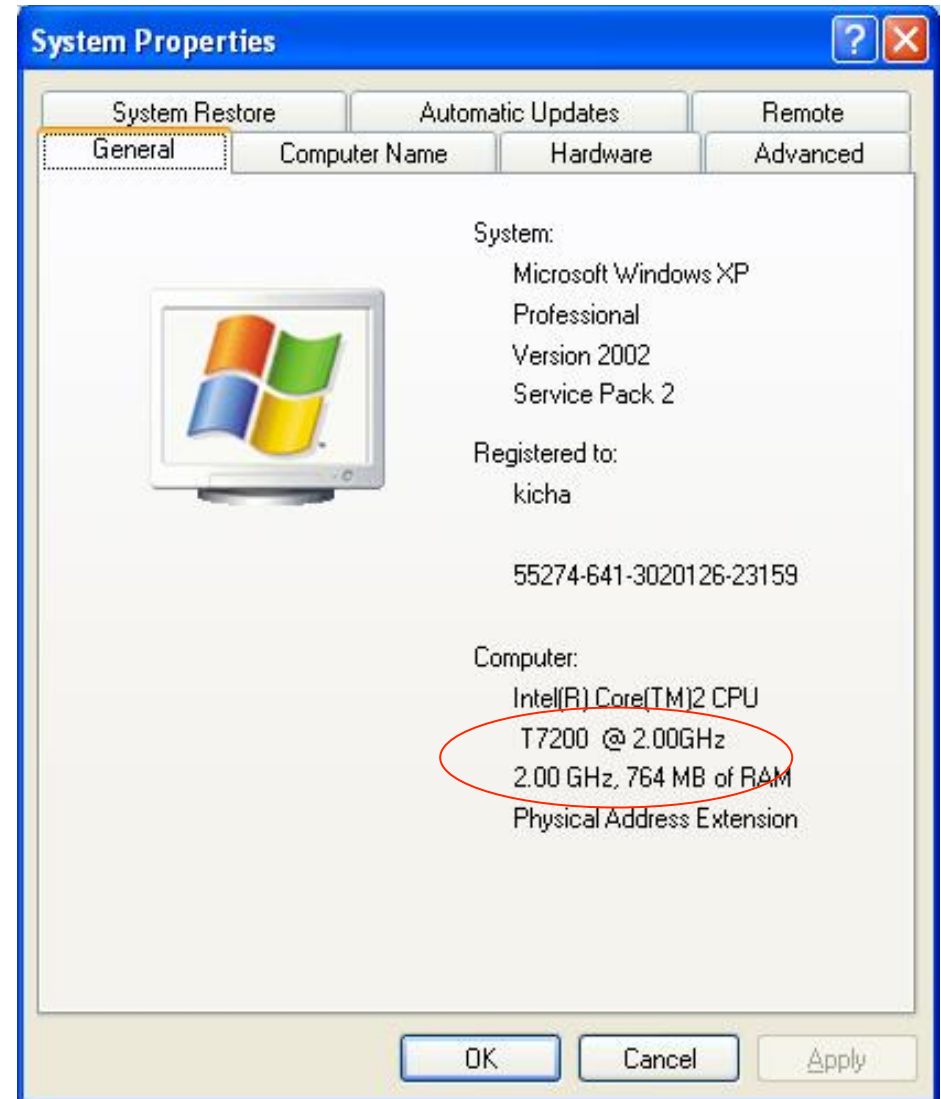 System Properties
System Restore Automatic Updates Remote
General Computer Name Hardware Advanced
System:
Microsoft Windows XP
Professional
Version 2002
Service Pack 2
Registered to:
kicha
55274-641-3020126-23159
Computer:
Intel(R) Core(TM)2 CPU
T7200 @ 2.00GHz
2.00 GHz, 764 MB of RAM
Physical Address Extension
OK Cancel Apply